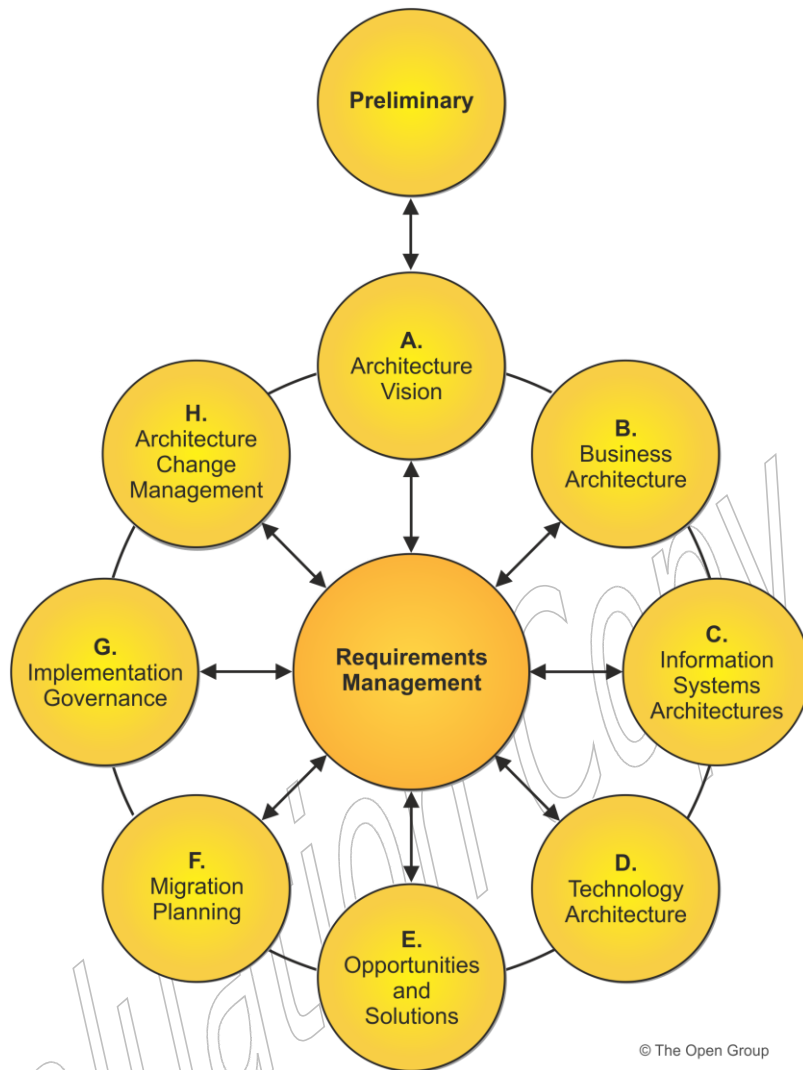 Preliminary
A.
Architecture
Vision
H.
Architecture
Change
Management
B.
Business
Architecture
G.
Implementation
Governance
Requirements
Management
C.
Information
Systems
Architectures
F.
Migration
Planning
D.
Technology
Architecture
E.
Opportunities
and
Solutions
© The Open Group